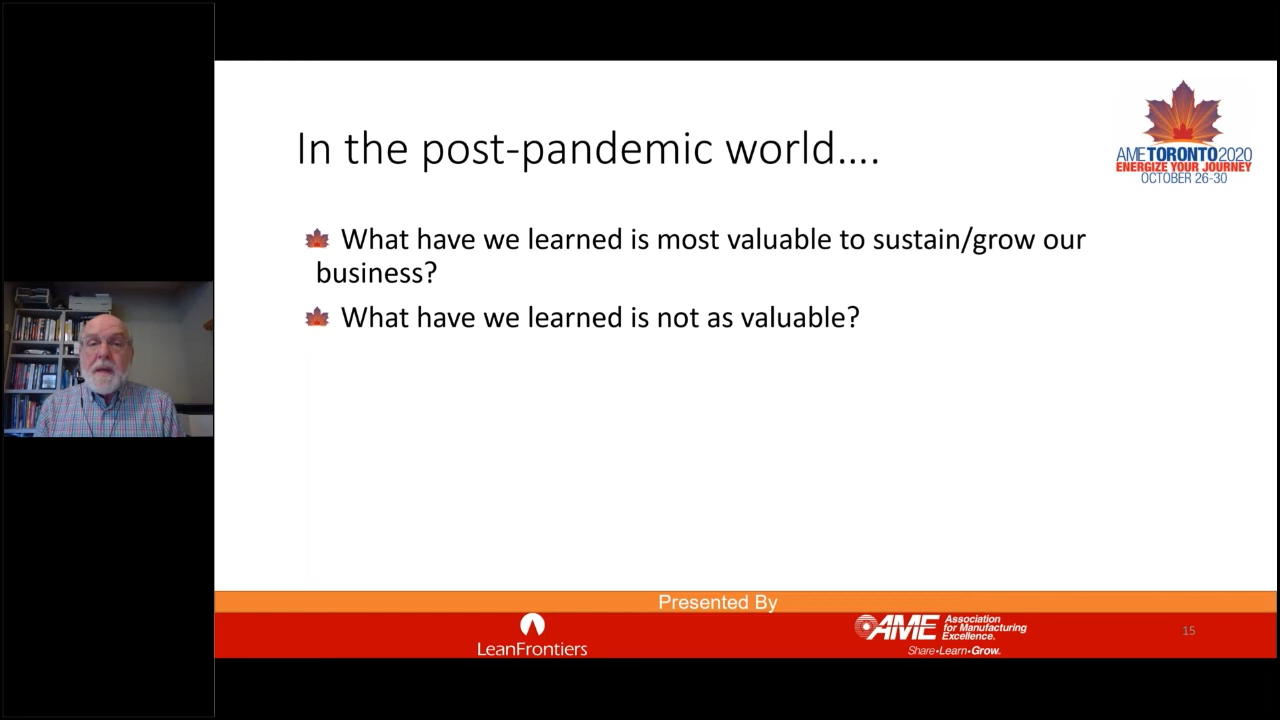 In the post-pandemic world....
AMETORONTO2020
ENERGIZE YOUR JOURNEY
OCTOBER 26-30
What have we learned is most valuable to sustain/grow our
business?
What have we learned is not as valuable?
Presented By
LeanFrontiers
AME Association
for Manufacturing
Excellence.
Share•Learn•Grow.
15